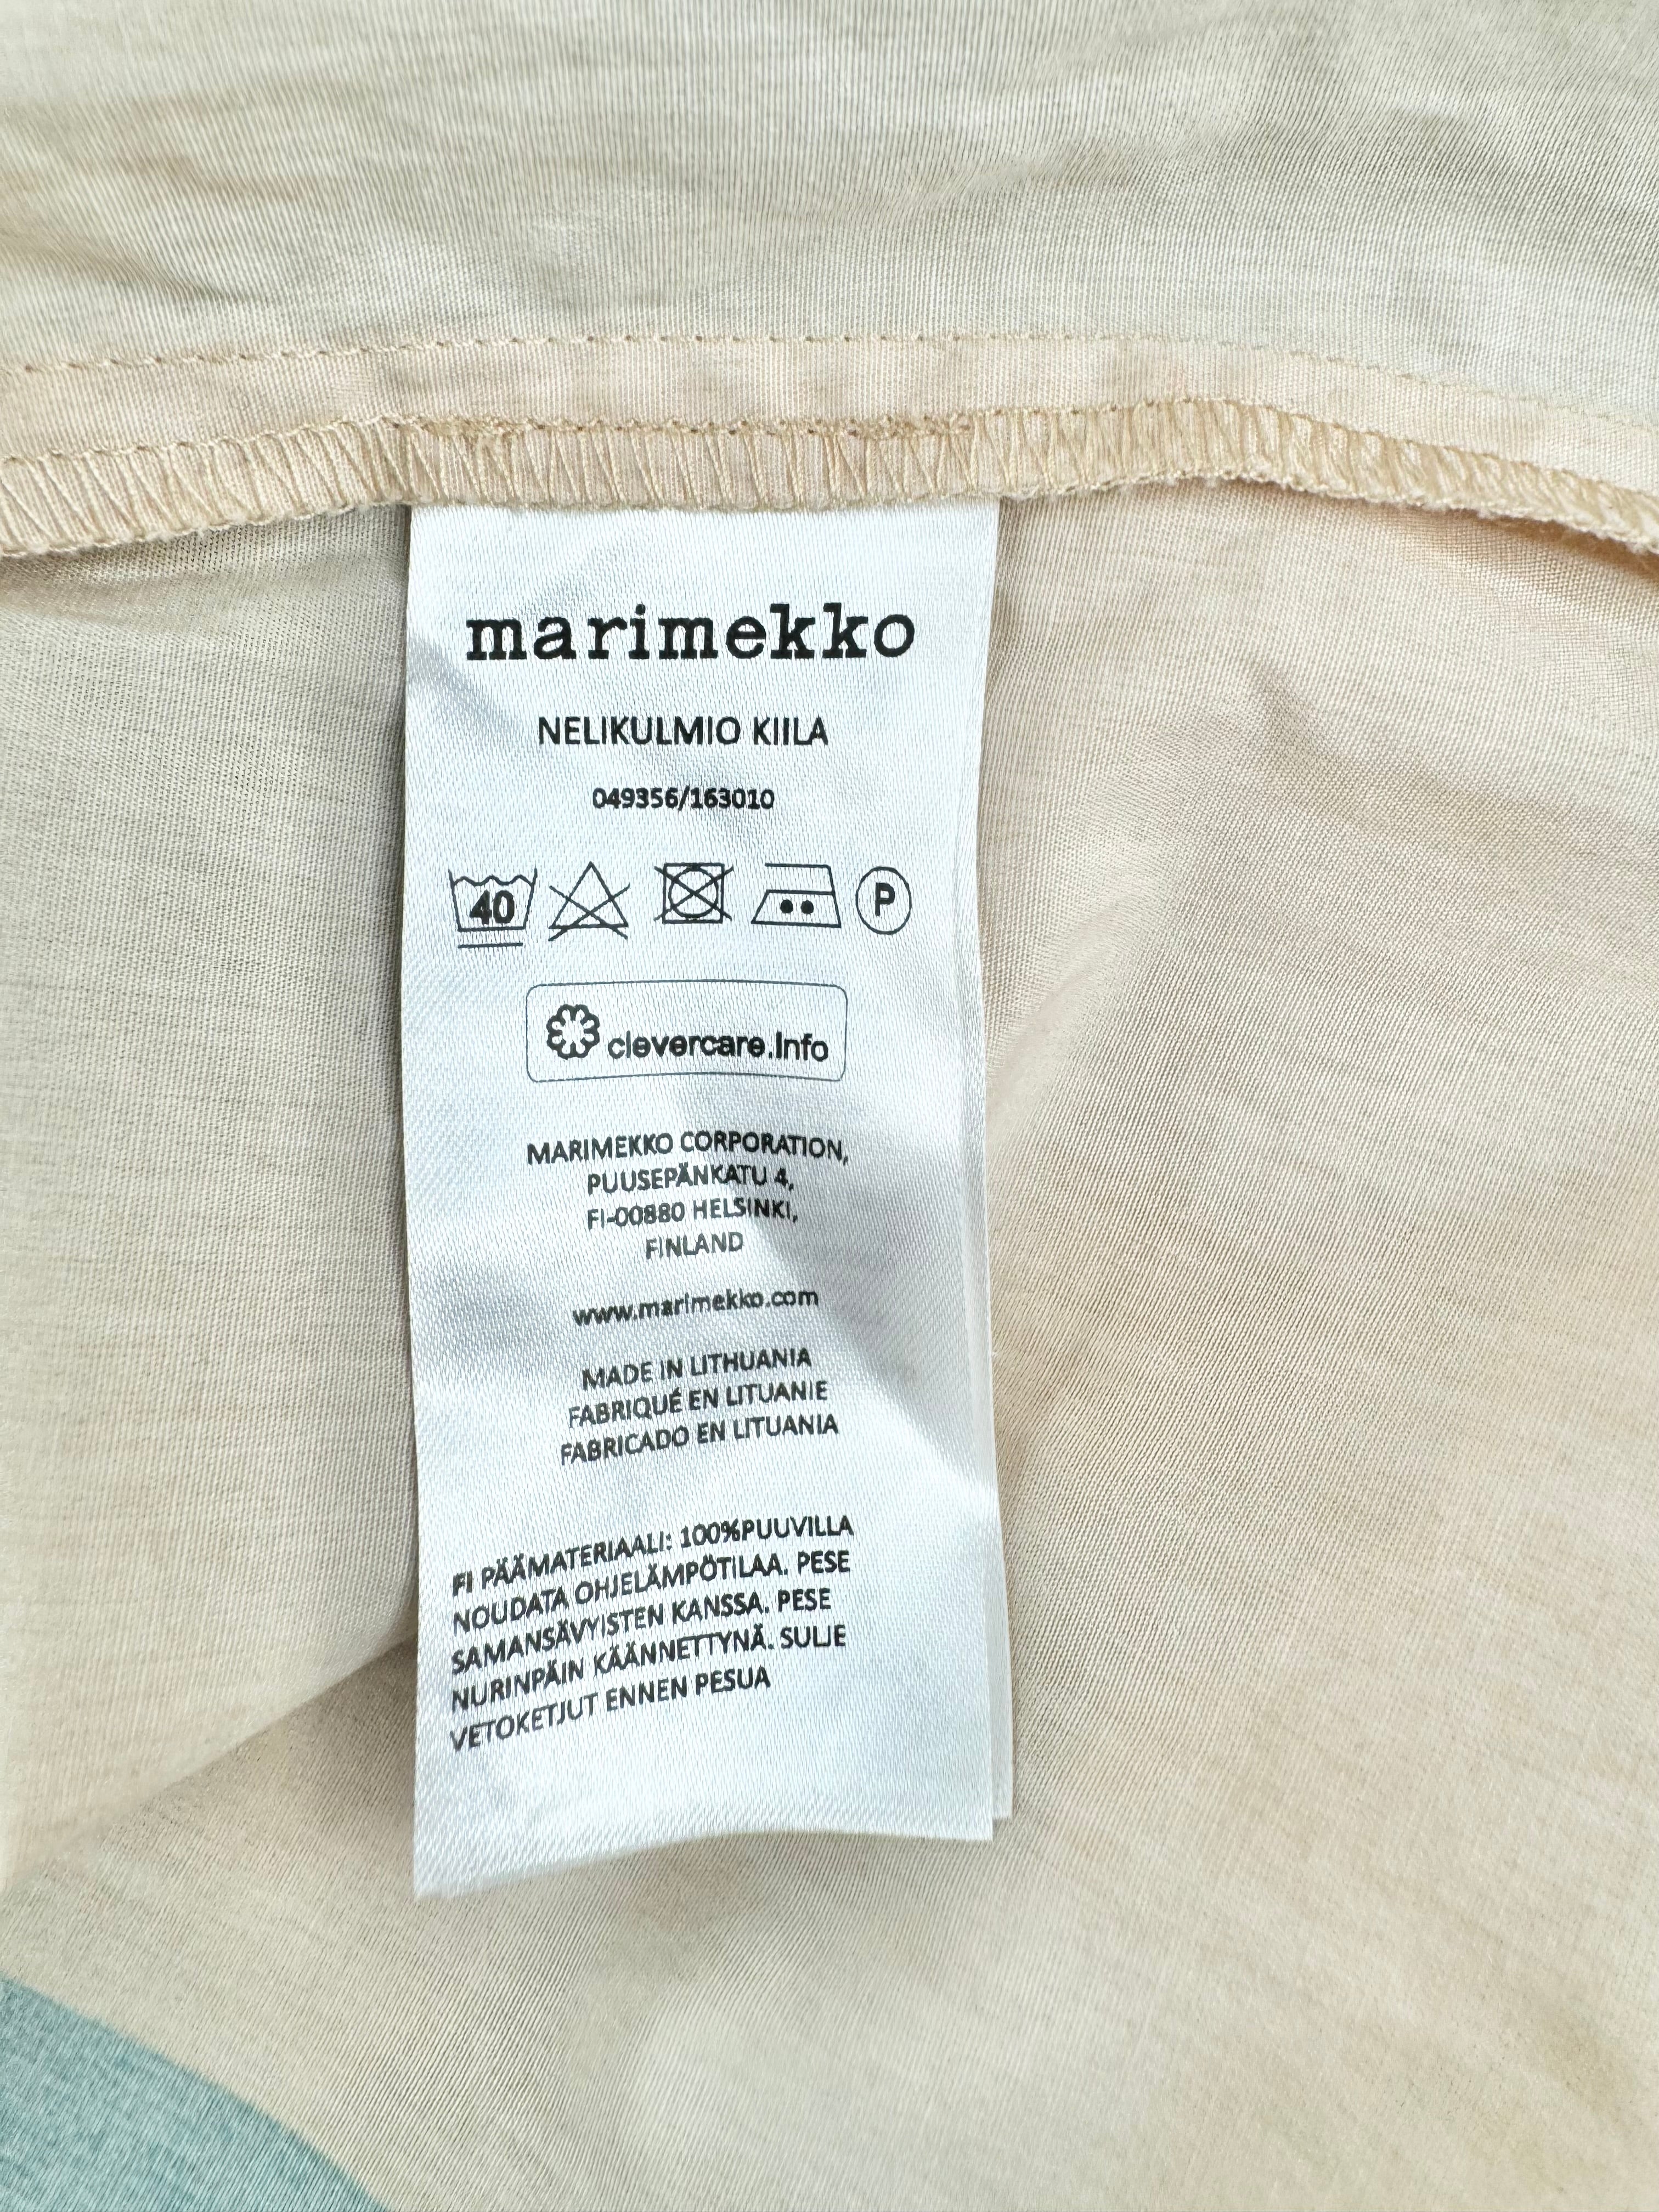 marimekko
NELIKULMIO KIILA
049356/163010
40 P
clevercare.info
MARIMEKKO CORPORATION,
PUUSEPÄNKATU 4,
FI-00880 HELSINKI,
FINLAND
www.marimekko.com
MADE IN LITHUANIA
FABRIQUÉ EN LITUANIE
FABRICADO EN LITUANIA
FI PÄÄMATERIAALI: 100%PUUVILLA
NOUDATA OHJELÄMPÖTILAA. PESE
SAMANSÄVYISTEN KANSSA. PESE
NURINPÄIN KÄÄNNETTYNÄ. SULJE
VETOKETJUT ENNEN PESUA